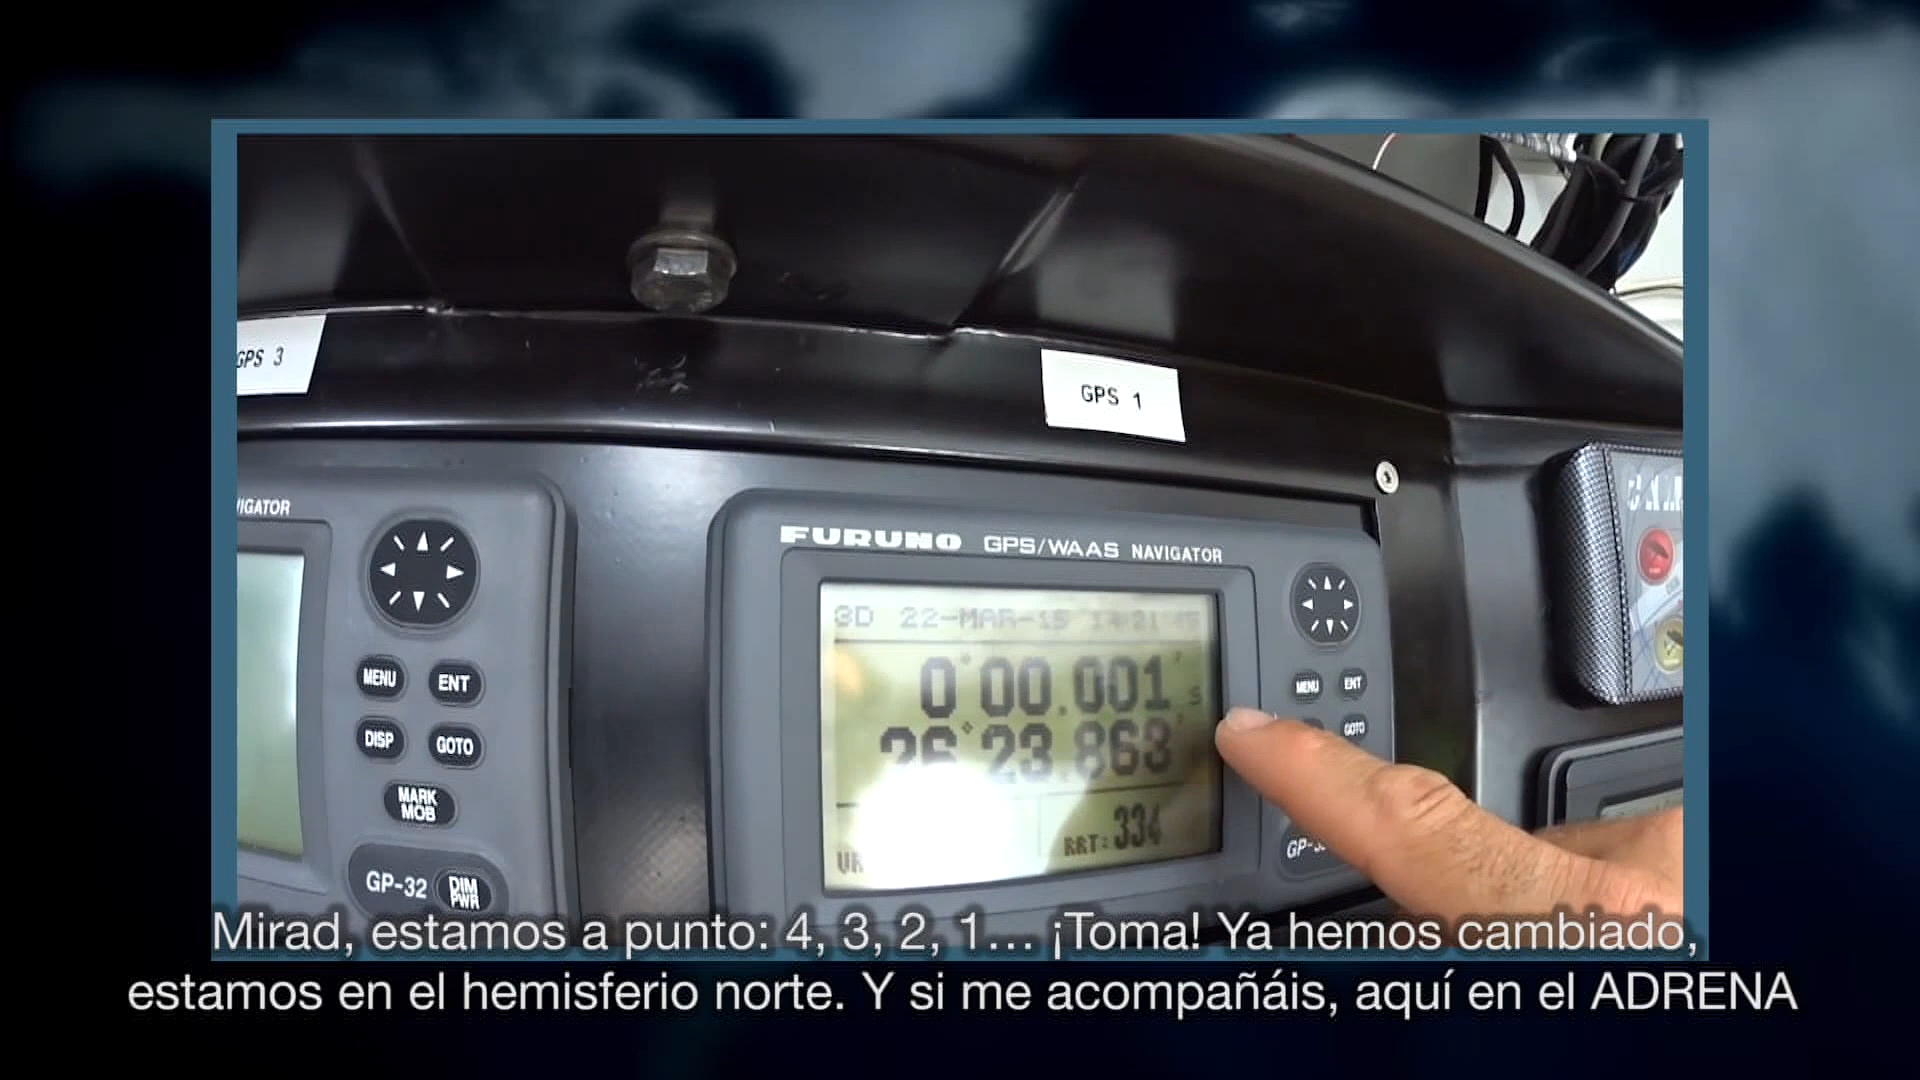 GPS 3
GPS 1
VIGATOR
FURUNO GPS/WAAS NAVIGATOR
3D 22-MAR-15
0°00.001' S
26°23.863'
RRT: 334
MENU ENT
DISP GOTO
MARK MOB
GP-32 DIM PWR
MENU ENT
GOTO
Mirad, estamos a punto: 4, 3, 2, 1… ¡Toma! Ya hemos cambiado,
estamos en el hemisferio norte. Y si me acompañáis, aquí en el ADRENA